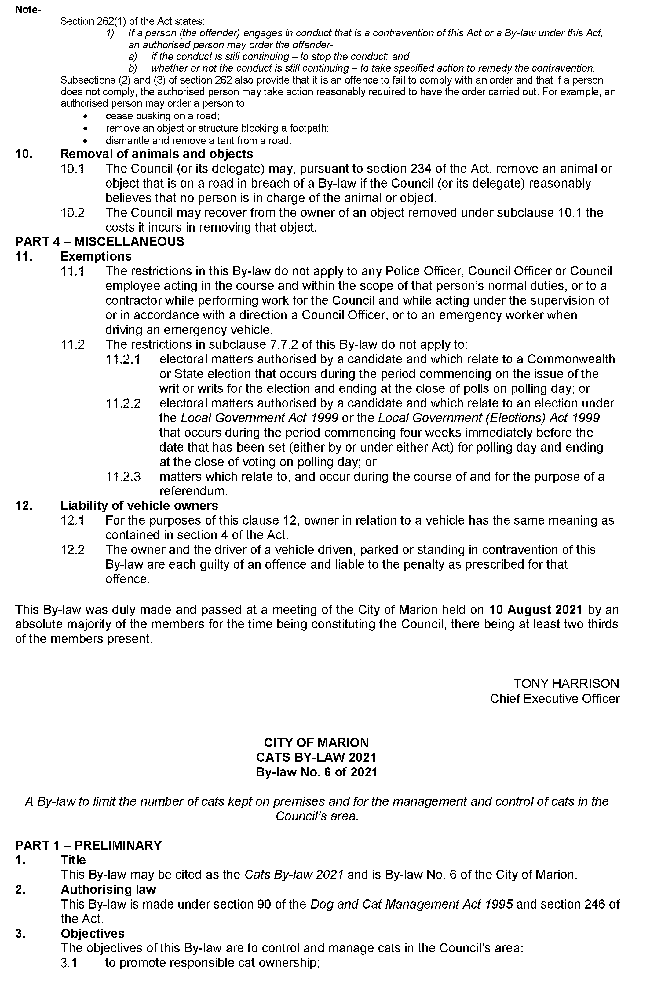 Note-
Section 262(1) of the Act states:
1) If a person (the offender) engages in conduct that is a contravention of this Act or a By-law under this Act,
an authorised person may order the offender-
a) if the conduct is still continuing – to stop the conduct; and
b) whether or not the conduct is still continuing – to take specified action to remedy the contravention.
Subsections (2) and (3) of section 262 also provide that it is an offence to fail to comply with an order and that if a person
does not comply, the authorised person may take action reasonably required to have the order carried out. For example, an
authorised person may order a person to:
• cease busking on a road;
• remove an object or structure blocking a footpath;
• dismantle and remove a tent from a road.
10. Removal of animals and objects
10.1 The Council (or its delegate) may, pursuant to section 234 of the Act, remove an animal or
object that is on a road in breach of a By-law if the Council (or its delegate) reasonably
believes that no person is in charge of the animal or object.
10.2 The Council may recover from the owner of an object removed under subclause 10.1 the
costs it incurs in removing that object.
PART 4 – MISCELLANEOUS
11. Exemptions
11.1 The restrictions in this By-law do not apply to any Police Officer, Council Officer or Council
employee acting in the course and within the scope of that person's normal duties, or to a
contractor while performing work for the Council and while acting under the supervision of
or in accordance with a direction a Council Officer, or to an emergency worker when
driving an emergency vehicle.
11.2 The restrictions in subclause 7.7.2 of this By-law do not apply to:
11.2.1 electoral matters authorised by a candidate and which relate to a Commonwealth
or State election that occurs during the period commencing on the issue of the
writ or writs for the election and ending at the close of polls on polling day; or
11.2.2 electoral matters authorised by a candidate and which relate to an election under
the Local Government Act 1999 or the Local Government (Elections) Act 1999
that occurs during the period commencing four weeks immediately before the
date that has been set (either by or under either Act) for polling day and ending
at the close of voting on polling day; or
11.2.3 matters which relate to, and occur during the course of and for the purpose of a
referendum.
12. Liability of vehicle owners
12.1 For the purposes of this clause 12, owner in relation to a vehicle has the same meaning as
contained in section 4 of the Act.
12.2 The owner and the driver of a vehicle driven, parked or standing in contravention of this
By-law are each guilty of an offence and liable to the penalty as prescribed for that
offence.
This By-law was duly made and passed at a meeting of the City of Marion held on 10 August 2021 by an
absolute majority of the members for the time being constituting the Council, there being at least two thirds
of the members present.
TONY HARRISON
Chief Executive Officer
CITY OF MARION
CATS BY-LAW 2021
By-law No. 6 of 2021
A By-law to limit the number of cats kept on premises and for the management and control of cats in the
Council's area.
PART 1 – PRELIMINARY
1. Title
This By-law may be cited as the Cats By-law 2021 and is By-law No. 6 of the City of Marion.
2. Authorising law
This By-law is made under section 90 of the Dog and Cat Management Act 1995 and section 246 of
the Act.
3. Objectives
The objectives of this By-law are to control and manage cats in the Council's area:
3.1 to promote responsible cat ownership;